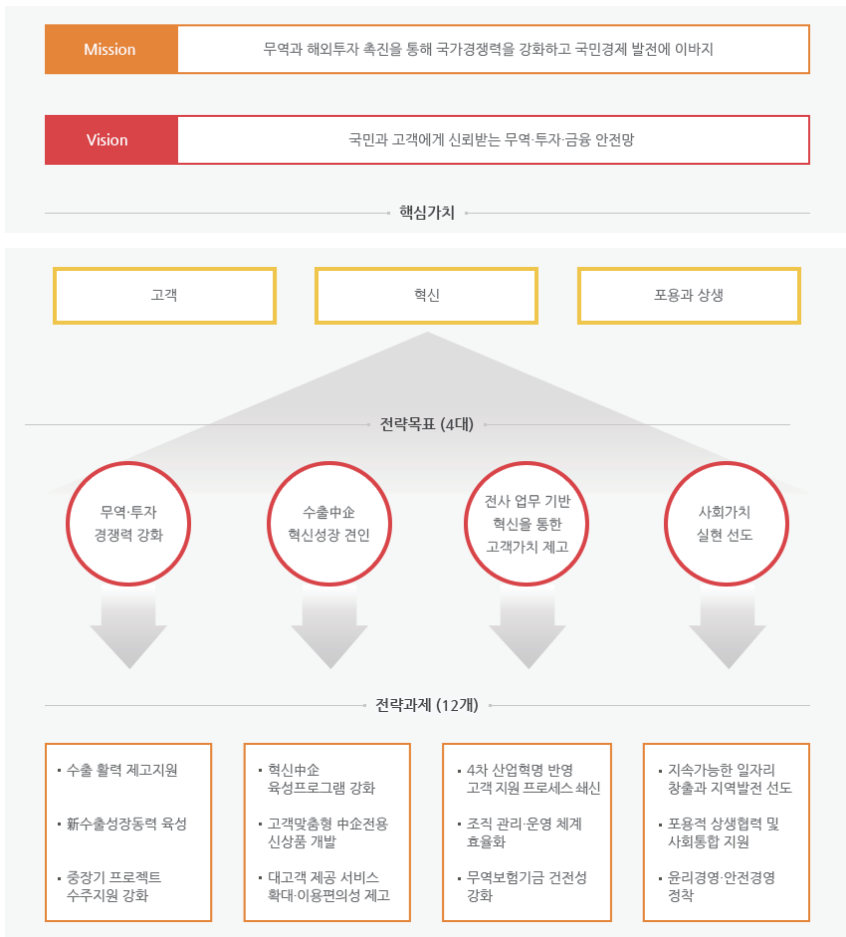 Mission
무역과 해외투자 촉진을 통해 국가경쟁력을 강화하고 국민경제 발전에 이바지
Vision
국민과 고객에게 신뢰받는 무역·투자·금융 안전망
핵심가치
고객
혁신
포용과 상생
전략목표 (4대)
무역·투자
경쟁력 강화
수출中企
혁신성장 견인
전사 업무 기반
혁신을 통한
고객가치 제고
사회가치
실현 선도
전략과제 (12개)
· 수출 활력 제고지원
· 新수출성장동력 육성
· 중장기 프로젝트
수주지원 강화
· 혁신中企
육성프로그램 강화
· 고객맞춤형 中企전용
신상품 개발
· 대고객 제공 서비스
확대·이용편의성 제고
· 4차 산업혁명 반영
고객 지원 프로세스 쇄신
· 조직 관리·운영 체계
효율화
· 무역보험기금 건전성
강화
· 지속가능한 일자리
창출과 지역발전 선도
· 포용적 상생협력 및
사회통합 지원
· 윤리경영·안전경영
정착